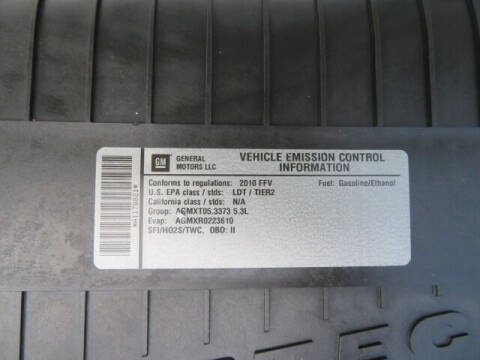 GM GENERAL MOTORS LLC
VEHICLE EMISSION CONTROL INFORMATION
Conforms to regulations: 2010 FFV Fuel: Gasoline/Ethanol
U.S. EPA class / stds: LDT / TIER2
California class / stds: N/A
Group: AGMXT05.3373 5.3L
Evap: AGMXR0223610
SFI/HO2S/TWC, OBD: II